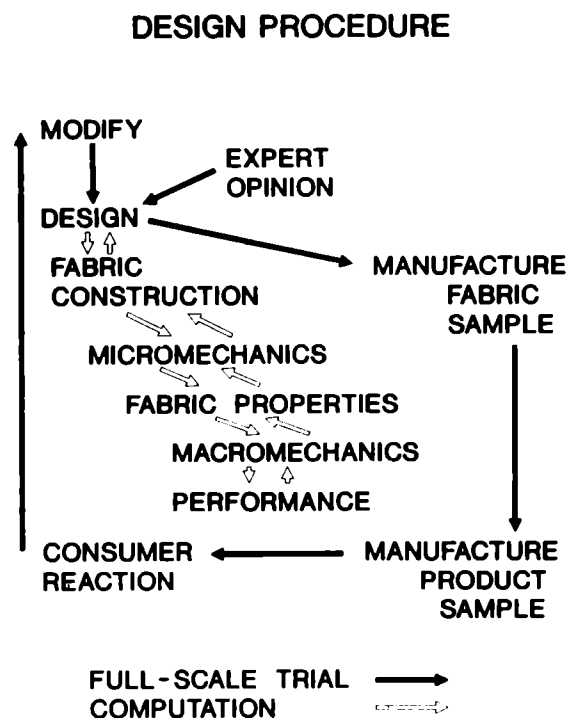 DESIGN PROCEDURE
MODIFY
EXPERT
OPINION
DESIGN
FABRIC
CONSTRUCTION
MANUFACTURE
FABRIC
SAMPLE
MICROMECHANICS
FABRIC PROPERTIES
MACROMECHANICS
PERFORMANCE
CONSUMER
REACTION
MANUFACTURE
PRODUCT
SAMPLE
FULL-SCALE TRIAL
COMPUTATION